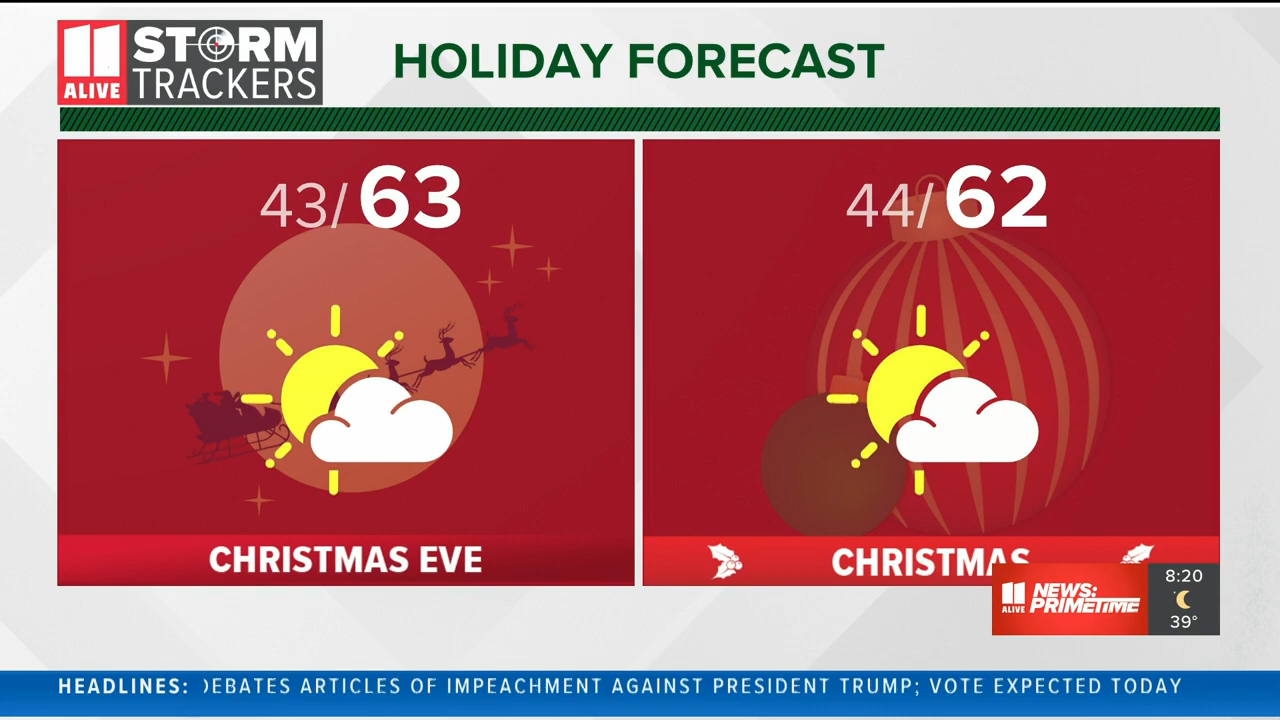 11 ALIVE
STORM
TRACKERS
HOLIDAY FORECAST
43/63
44/62
CHRISTMAS EVE
CHRISTMAS
11 ALIVE
NEWS:
PRIMETIME
8:20
39°
HEADLINES: DEBATES ARTICLES OF IMPEACHMENT AGAINST PRESIDENT TRUMP; VOTE EXPECTED TODAY